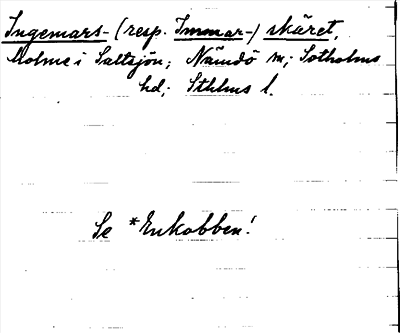 Ingemars- (resp. Immar-) skäret,
Holme i Saltsjön; Nämdö sn; Sotholms
hd; Sthlms l.
Se *Enkobben!